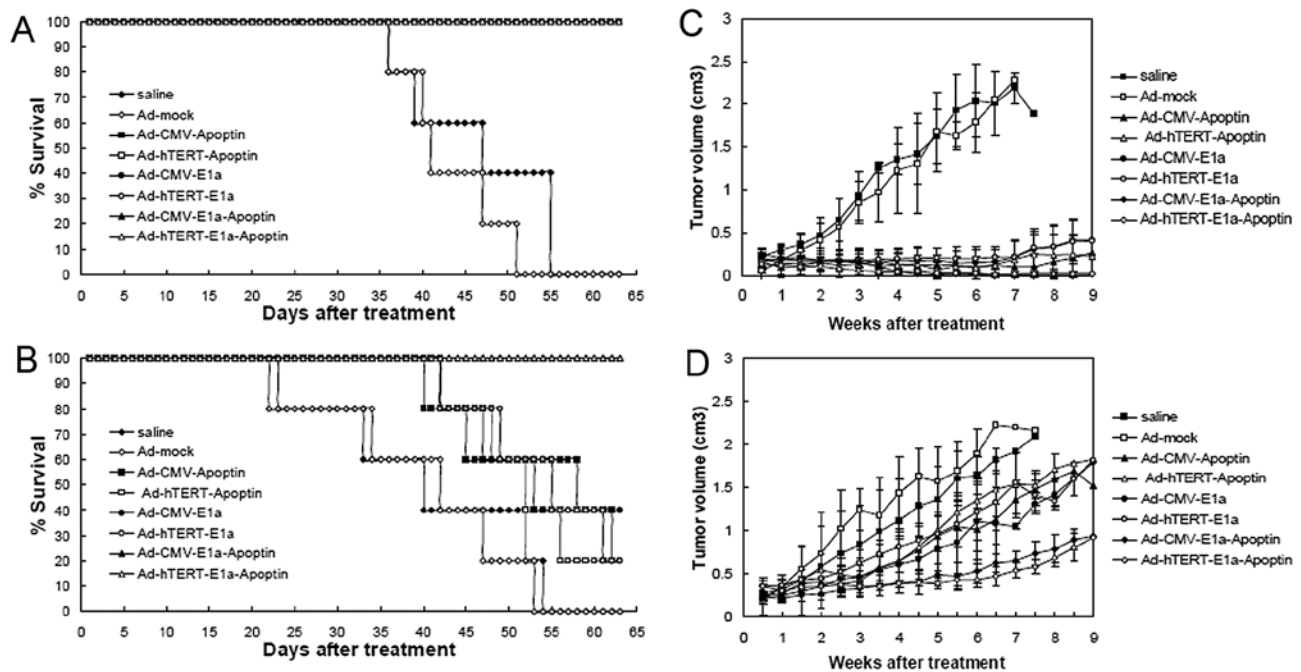 A
% Survival
100
90
80
70
60
50
40
30
20
10
0
saline
Ad-mock
Ad-CMV-Apoptin
Ad-hTERT-Apoptin
Ad-CMV-E1a
Ad-hTERT-E1a
Ad-CMV-E1a-Apoptin
Ad-hTERT-E1a-Apoptin
0 5 10 15 20 25 30 35 40 45 50 55 60 65
Days after treatment
C
Tumor volume (cm3)
3
2.5
2
1.5
1
0.5
0
0 1 2 3 4 5 6 7 8 9
Weeks after treatment
saline
Ad-mock
Ad-CMV-Apoptin
Ad-hTERT-Apoptin
Ad-CMV-E1a
Ad-hTERT-E1a
Ad-CMV-E1a-Apoptin
Ad-hTERT-E1a-Apoptin
B
% Survival
100
90
80
70
60
50
40
30
20
10
0
saline
Ad-mock
Ad-CMV-Apoptin
Ad-hTERT-Apoptin
Ad-CMV-E1a
Ad-hTERT-E1a
Ad-CMV-E1a-Apoptin
Ad-hTERT-E1a-Apoptin
0 5 10 15 20 25 30 35 40 45 50 55 60 65
Days after treatment
D
Tumor volume (cm3)
3
2.5
2
1.5
1
0.5
0
0 1 2 3 4 5 6 7 8 9
Weeks after treatment
saline
Ad-mock
Ad-CMV-Apoptin
Ad-hTERT-Apoptin
Ad-CMV-E1a
Ad-hTERT-E1a
Ad-CMV-E1a-Apoptin
Ad-hTERT-E1a-Apoptin